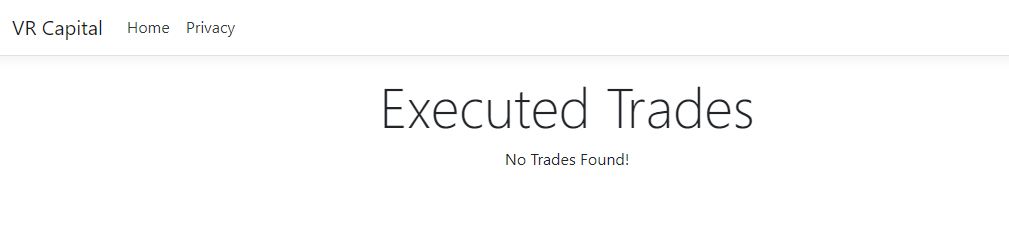 VR Capital Home Privacy
Executed Trades
No Trades Found!